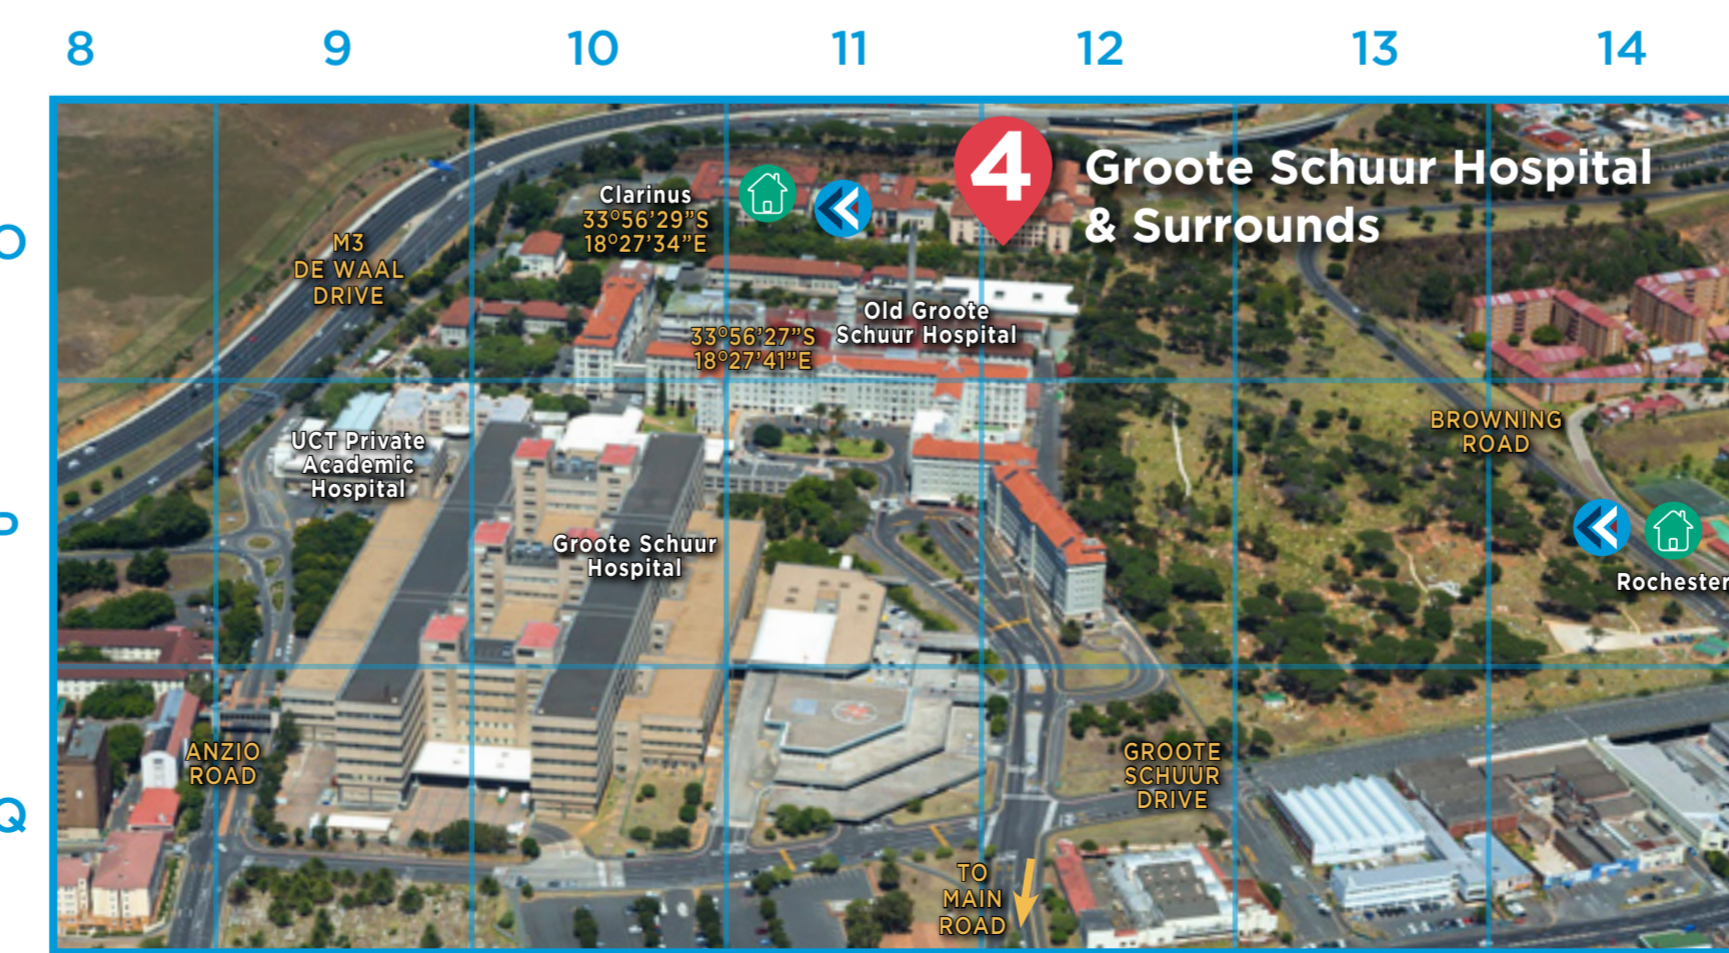 8 9 10 11 12 13 14
O
P
Q
4
Groote Schuur Hospital
& Surrounds
Clarinus
33°56'29"S
18°27'34"E
M3
DE WAAL
DRIVE
Old Groote
Schuur Hospital
33°56'27"S
18°27'41"E
UCT Private
Academic
Hospital
BROWNING
ROAD
Groote Schuur
Hospital
Rochester
ANZIO
ROAD
GROOTE
SCHUUR
DRIVE
TO
MAIN
ROAD